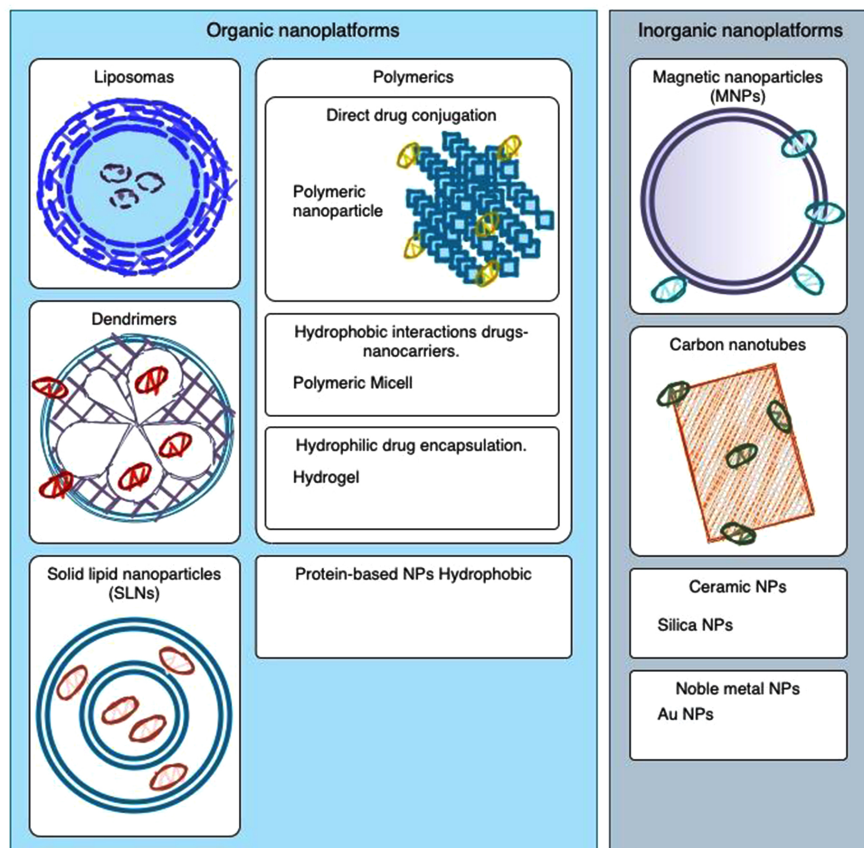 Organic nanoplatforms
Liposomas
Dendrimers
Solid lipid nanoparticles
(SLNs)
Polymerics
Direct drug conjugation
Polymeric
nanoparticle
Hydrophobic interactions drugs-
nanocarriers.
Polymeric Micell
Hydrophilic drug encapsulation.
Hydrogel
Protein-based NPs Hydrophobic
Inorganic nanoplatforms
Magnetic nanoparticles
(MNPs)
Carbon nanotubes
Ceramic NPs
Silica NPs
Noble metal NPs
Au NPs